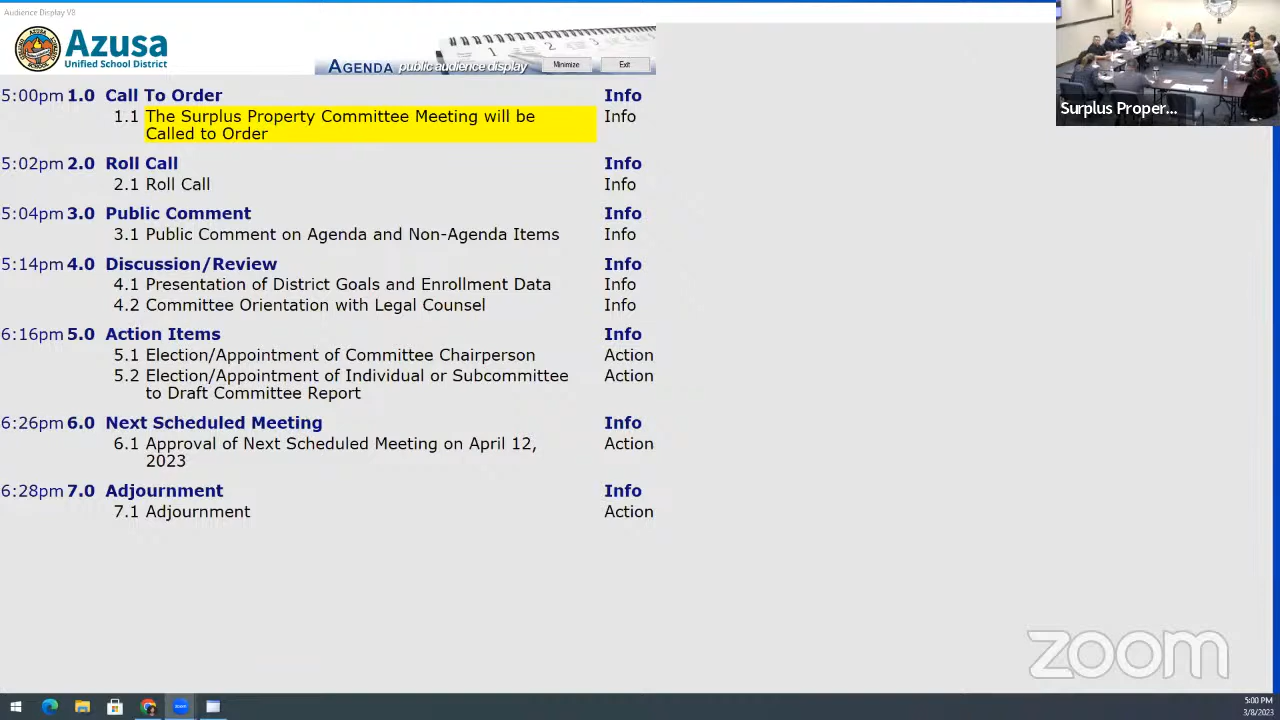 Audience Display V8
Azusa
Unified School District
AGENDA public audience display
Minimize
Exit
5:00pm 1.0 Call To Order Info
1.1 The Surplus Property Committee Meeting will be Info
Called to Order
5:02pm 2.0 Roll Call Info
2.1 Roll Call Info
5:04pm 3.0 Public Comment Info
3.1 Public Comment on Agenda and Non-Agenda Items Info
5:14pm 4.0 Discussion/Review Info
4.1 Presentation of District Goals and Enrollment Data Info
4.2 Committee Orientation with Legal Counsel Info
6:16pm 5.0 Action Items Info
5.1 Election/Appointment of Committee Chairperson Action
5.2 Election/Appointment of Individual or Subcommittee Action
to Draft Committee Report
6:26pm 6.0 Next Scheduled Meeting Info
6.1 Approval of Next Scheduled Meeting on April 12, Action
2023
6:28pm 7.0 Adjournment Info
7.1 Adjournment Action
Surplus Proper...
zoom
5:00 PM
3/8/2023